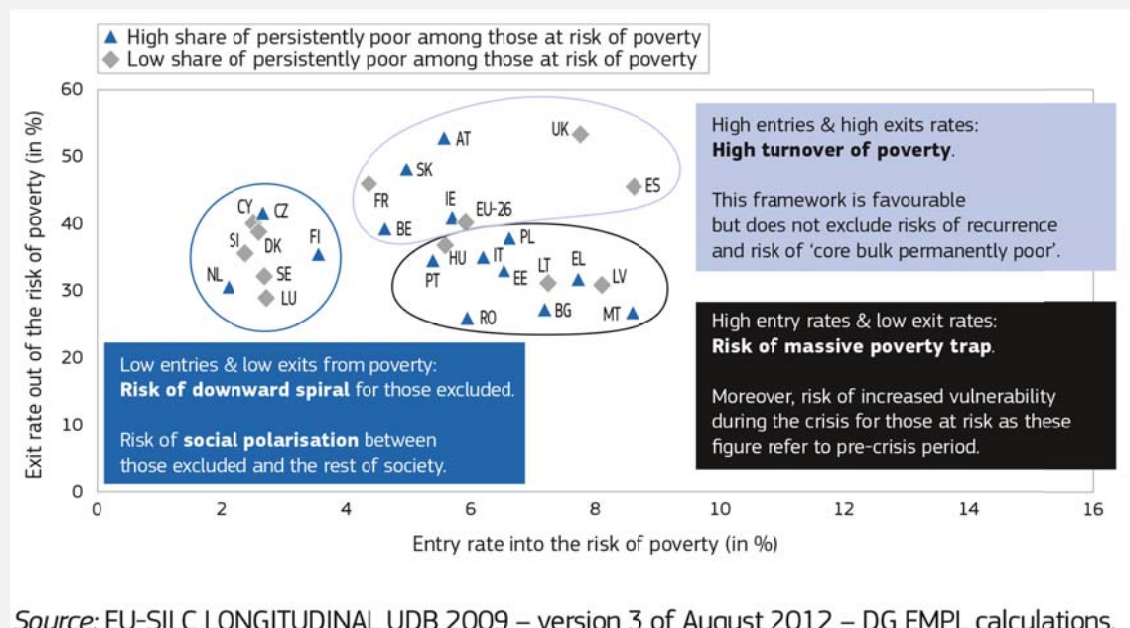 High share of persistently poor among those at risk of poverty
Low share of persistently poor among those at risk of poverty
Exit rate out of the risk of poverty (in %)
60
50
40
30
20
10
0
AT
UK
SK
FR
ES
IE
EU-26
BE
CY
CZ
SI
DK
FI
NL
SE
LU
PL
HU
IT
PT
EE
LT
EL
LV
RO
BG
MT
High entries & high exits rates:
High turnover of poverty.
This framework is favourable
but does not exclude risks of recurrence
and risk of ‘core bulk permanently poor’.
High entry rates & low exit rates:
Risk of massive poverty trap.
Moreover, risk of increased vulnerability
during the crisis for those at risk as these
figure refer to pre-crisis period.
Low entries & low exits from poverty:
Risk of downward spiral for those excluded.
Risk of social polarisation between
those excluded and the rest of society.
0 2 4 6 8 10 12 14 16
Entry rate into the risk of poverty (in %)
Source: EU-SILC LONGITUDINAL UDB 2009 – version 3 of August 2012 – DG EMPL calculations.